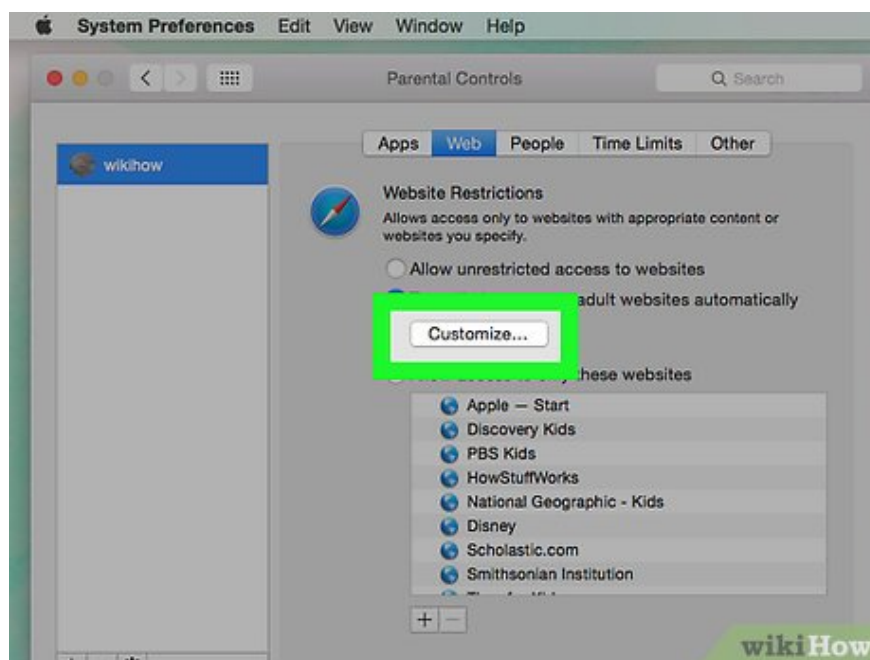 System Preferences Edit View Window Help
Parental Controls
Search
Apps Web People Time Limits Other
wikihow
Website Restrictions
Allows access only to websites with appropriate content or
websites you specify.
Allow unrestricted access to websites
adult websites automatically
Customize...
these websites
Apple — Start
Discovery Kids
PBS Kids
HowStuffWorks
National Geographic - Kids
Disney
Scholastic.com
Smithsonian Institution
+ −
wikiHow